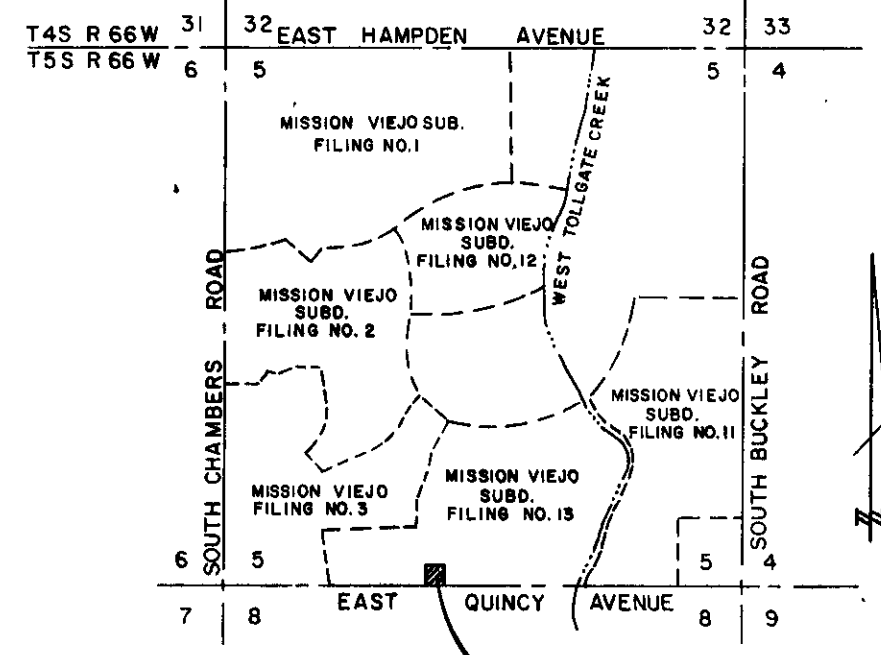 T4S R 66 W 31 32 EAST HAMPDEN AVENUE 32 33
T5S R 66 W 6 5 5 4
MISSION VIEJO SUB.
FILING NO. 1
WEST TOLLGATE CREEK
MISSION VIEJO
SUBD.
FILING NO. 12
SOUTH CHAMBERS ROAD
MISSION VIEJO
SUBD.
FILING NO. 2
SOUTH BUCKLEY ROAD
MISSION VIEJO
SUBD.
FILING NO. 11
MISSION VIEJO
FILING NO. 3
MISSION VIEJO
SUBD.
FILING NO. 13
6 5 5 4
EAST QUINCY AVENUE
7 8 8 9